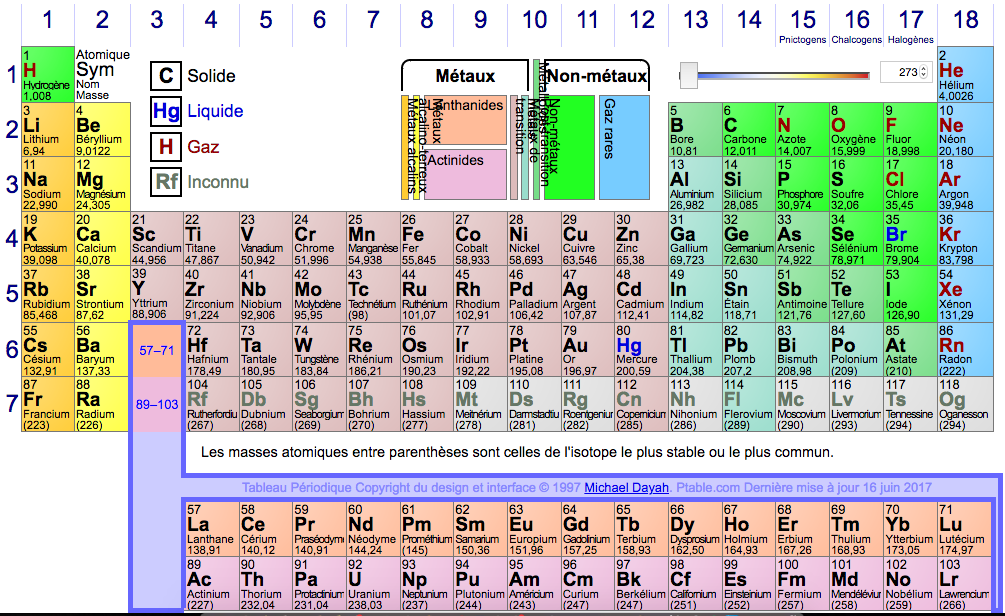 1 2 3 4 5 6 7 8 9 10 11 12 13 14 15 16 17 18
Pnictogens Chalcogens Halogènes
1
1
H
Hydrogène
1,008
Atomique
Sym
Nom
Masse
C Solide
Hg Liquide
H Gaz
Rf Inconnu
Métaux
Non-métaux
Métaux alcalins
Métaux alcalino-terreux
Lanthanides
Actinides
Métaux de transition
Non-métaux
Gaz rares
273
2
He
Hélium
4,0026
2
3 4 5 6 7 8 9 10
Li Be B C N O F Ne
Lithium Béryllium Bore Carbone Azote Oxygène Fluor Néon
6,94 9,0122 10,81 12,011 14,007 15,999 18,998 20,180
3
11 12 13 14 15 16 17 18
Na Mg Al Si P S Cl Ar
Sodium Magnésium Aluminium Silicium Phosphore Soufre Chlore Argon
22,990 24,305 26,982 28,085 30,974 32,06 35,45 39,948
4
19 20 21 22 23 24 25 26 27 28 29 30 31 32 33 34 35 36
K Ca Sc Ti V Cr Mn Fe Co Ni Cu Zn Ga Ge As Se Br Kr
Potassium Calcium Scandium Titane Vanadium Chrome Manganèse Fer Cobalt Nickel Cuivre Zinc Gallium Germanium Arsenic Sélénium Brome Krypton
39,098 40,078 44,956 47,867 50,942 51,996 54,938 55,845 58,933 58,693 63,546 65,38 69,723 72,630 74,922 78,971 79,904 83,798
5
37 38 39 40 41 42 43 44 45 46 47 48 49 50 51 52 53 54
Rb Sr Y Zr Nb Mo Tc Ru Rh Pd Ag Cd In Sn Sb Te I Xe
Rubidium Strontium Yttrium Zirconium Niobium Molybdène Technétium Ruthénium Rhodium Palladium Argent Cadmium Indium Étain Antimoine Tellure Iode Xénon
85,468 87,62 88,906 91,224 92,906 95,95 (98) 101,07 102,91 106,42 107,87 112,41 114,82 118,71 121,76 127,60 126,90 131,29
6
55 56 57–71 72 73 74 75 76 77 78 79 80 81 82 83 84 85 86
Cs Ba Hf Ta W Re Os Ir Pt Au Hg Tl Pb Bi Po At Rn
Césium Baryum Hafnium Tantale Tungstène Rhénium Osmium Iridium Platine Or Mercure Thallium Plomb Bismuth Polonium Astate Radon
132,91 137,33 178,49 180,95 183,84 186,21 190,23 192,22 195,08 196,97 200,59 204,38 207,2 208,98 (209) (210) (222)
7
87 88 89–103 104 105 106 107 108 109 110 111 112 113 114 115 116 117 118
Fr Ra Rf Db Sg Bh Hs Mt Ds Rg Cn Nh Fl Mc Lv Ts Og
Francium Radium Rutherfordiu Dubnium Seaborgiu Bohrium Hassium Meitnérium Darmstadtiu Roentgeniur Copernicium Nihonium Flerovium Moscovium Livermorium Tennessine Oganesson
(223) (226) (267) (268) (269) (270) (277) (278) (281) (282) (285) (286) (289) (290) (293) (294) (294)
Les masses atomiques entre parenthèses sont celles de l'isotope le plus stable ou le plus commun.
Tableau Périodique Copyright du design et interface © 1997 Michael Dayah. Ptable.com Dernière mise à jour 16 juin 2017
57 58 59 60 61 62 63 64 65 66 67 68 69 70 71
La Ce Pr Nd Pm Sm Eu Gd Tb Dy Ho Er Tm Yb Lu
Lanthane Cérium Praséodyme Néodyme Prométhium Samarium Europium Gadolinium Terbium Dysprosium Holmium Erbium Thulium Ytterbium Lutécium
138,91 140,12 140,91 144,24 (145) 150,36 151,96 157,25 158,93 162,50 164,93 167,26 168,93 173,05 174,97
89 90 91 92 93 94 95 96 97 98 99 100 101 102 103
Ac Th Pa U Np Pu Am Cm Bk Cf Es Fm Md No Lr
Actinium Thorium Protactinium Uranium Neptunium Plutonium Américium Curium Berkélium Californium Einsteinium Fermium Mendélévium Nobélium Lawrencium
(227) 232,04 231,04 238,03 (237) (244) (243) (247) (247) (251) (252) (257) (258) (259) (266)